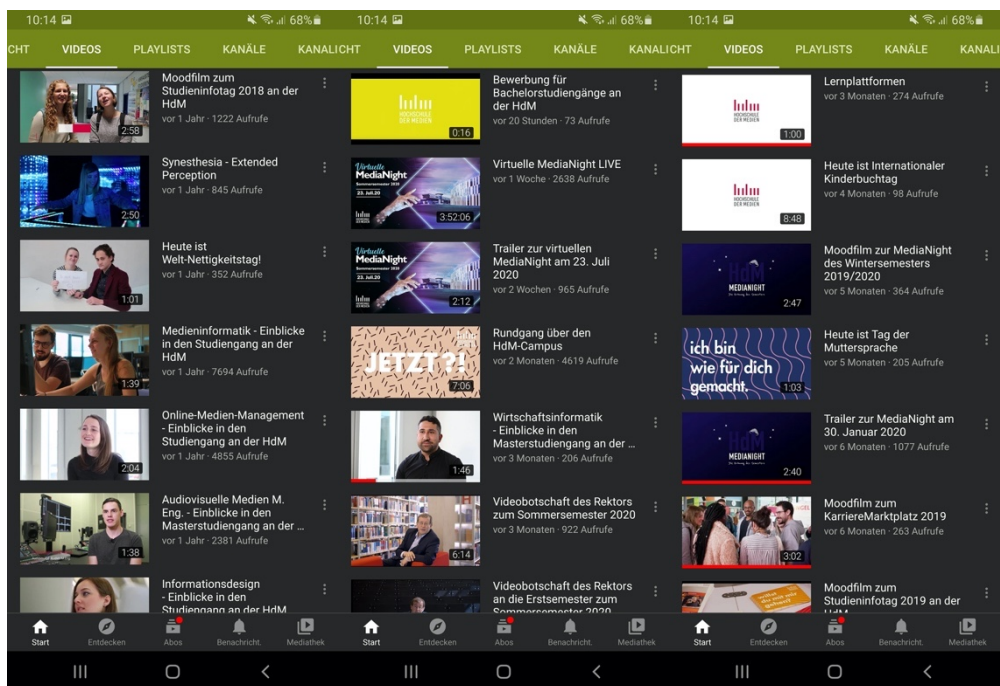 10:14
68%
CHT VIDEOS PLAYLISTS KANÄLE KANALICHT
2:58
Moodfilm zum
Studieninfotag 2018 an der
HdM
vor 1 Jahr · 1222 Aufrufe
2:50
Synesthesia - Extended
Perception
vor 1 Jahr · 845 Aufrufe
1:01
Heute ist
Welt-Nettigkeitstag!
vor 1 Jahr · 352 Aufrufe
1:39
Medieninformatik - Einblicke
in den Studiengang an der
HdM
vor 1 Jahr · 7694 Aufrufe
2:04
Online-Medien-Management
- Einblicke in den
Studiengang an der HdM
vor 1 Jahr · 4855 Aufrufe
1:38
Audiovisuelle Medien M.
Eng. - Einblicke in den
Masterstudiengang an der ...
vor 1 Jahr · 2381 Aufrufe
Informationsdesign
- Einblicke in den
Studiengang an der HdM
Start Entdecken Abos Benachricht. Mediathek
10:14
68%
VIDEOS PLAYLISTS KANÄLE KANALICHT
hdm
HOCHSCHULE
DER MEDIEN
0:16
Bewerbung für
Bachelorstudiengänge an
der HdM
vor 20 Stunden · 73 Aufrufe
Virtuelle
MediaNight
Sommersemester 2020
23. Juli.20
hdm
3:52:06
Virtuelle MediaNight LIVE
vor 1 Woche · 2638 Aufrufe
Virtuelle
MediaNight
Sommersemester 2020
23. Juli.20
hdm
2:12
Trailer zur virtuellen
MediaNight am 23. Juli
2020
vor 2 Wochen · 965 Aufrufe
JETZT?!
7:06
Rundgang über den
HdM-Campus
vor 2 Monaten · 4619 Aufrufe
1:46
Wirtschaftsinformatik
- Einblicke in den
Masterstudiengang an der ...
vor 3 Monaten · 206 Aufrufe
6:14
Videobotschaft des Rektors
zum Sommersemester 2020
vor 3 Monaten · 922 Aufrufe
Videobotschaft des Rektors
an die Erstsemester zum
Sommersemester 2020
Start Entdecken Abos Benachricht. Mediathek
10:14
68%
VIDEOS PLAYLISTS KANÄLE KANALI
hdm
HOCHSCHULE
DER MEDIEN
1:00
Lernplattformen
vor 3 Monaten · 274 Aufrufe
hdm
HOCHSCHULE
DER MEDIEN
8:48
Heute ist Internationaler
Kinderbuchtag
vor 4 Monaten · 98 Aufrufe
HdM
MEDIANIGHT
2:47
Moodfilm zur MediaNight
des Wintersemesters
2019/2020
vor 5 Monaten · 364 Aufrufe
ich bin
wie für dich
gemacht.
1:03
Heute ist Tag der
Muttersprache
vor 5 Monaten · 205 Aufrufe
HdM
MEDIANIGHT
2:40
Trailer zur MediaNight am
30. Januar 2020
vor 6 Monaten · 1077 Aufrufe
3:02
Moodfilm zum
KarriereMarktplatz 2019
vor 6 Monaten · 263 Aufrufe
willst
du mit mir
gehen?
Moodfilm zum
Studieninfotag 2019 an der
HdM
Start Entdecken Abos Benachricht. Mediathek